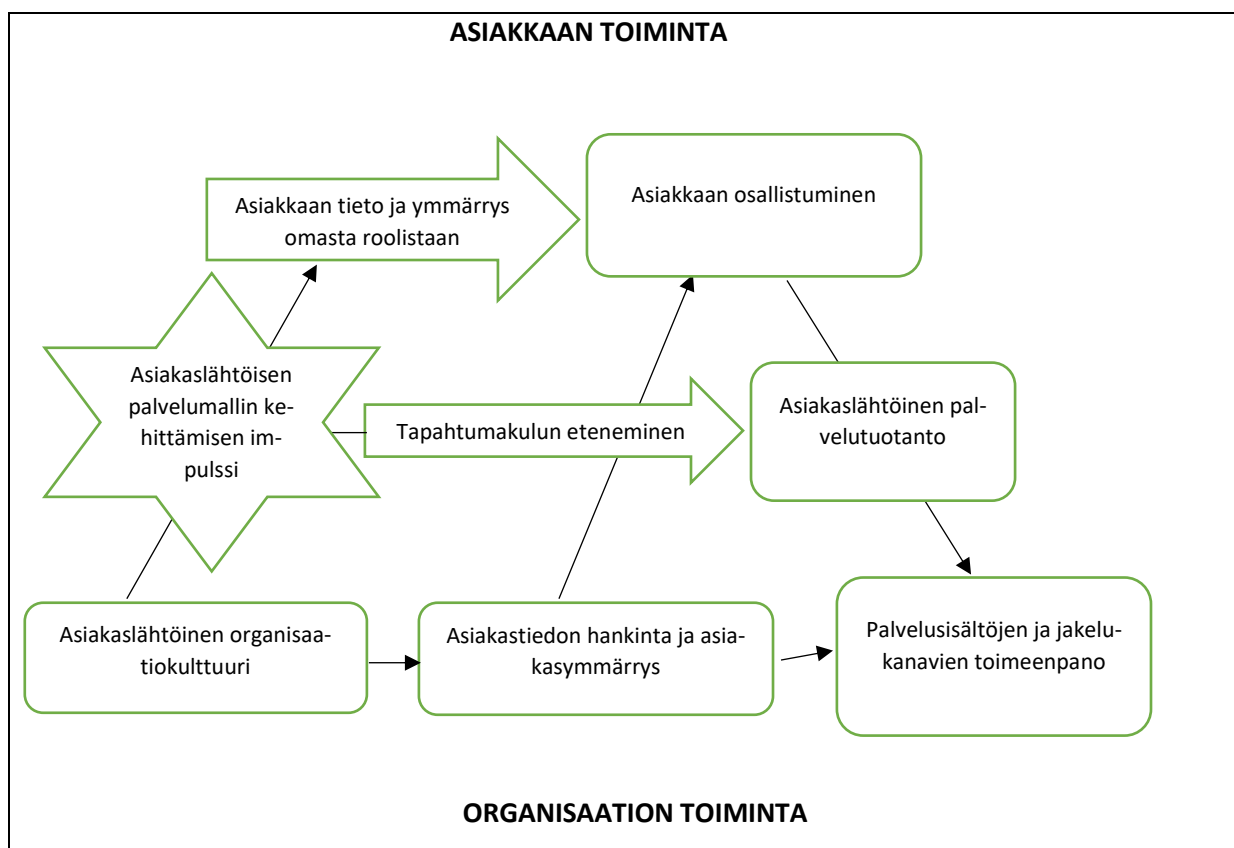 ASIAKKAAN TOIMINTA
Asiakkaan tieto ja ymmärrys
omasta roolistaan
Asiakkaan osallistuminen
Asiakaslähtöisen
palvelumallin ke-
hittämisen im-
pulssi
Tapahtumakulun eteneminen
Asiakaslähtöinen pal-
velutuotanto
Asiakaslähtöinen organisaa-
tiokulttuuri
Asiakastiedon hankinta ja asia-
kasymmärrys
Palvelusisältöjen ja jakelu-
kanavien toimeenpano
ORGANISAATION TOIMINTA